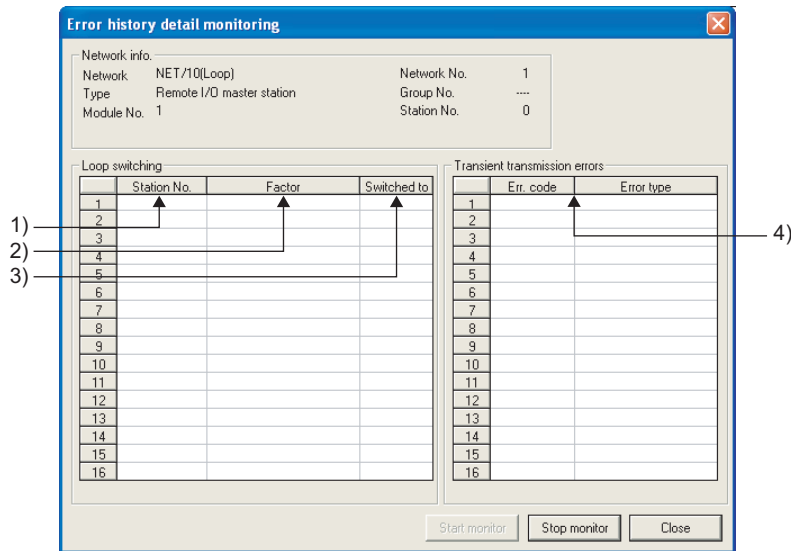 Error history detail monitoring
Network info.
Network NET/10(Loop) Network No. 1
Type Remote I/O master station Group No. ----
Module No. 1 Station No. 0
Loop switching Transient transmission errors
Station No. Factor Switched to Err. code Error type
1 1
1) 2 2 4)
2) 3 3
4 4
3) 5 5
6 6
7 7
8 8
9 9
10 10
11 11
12 12
13 13
14 14
15 15
16 16
Start monitor Stop monitor Close